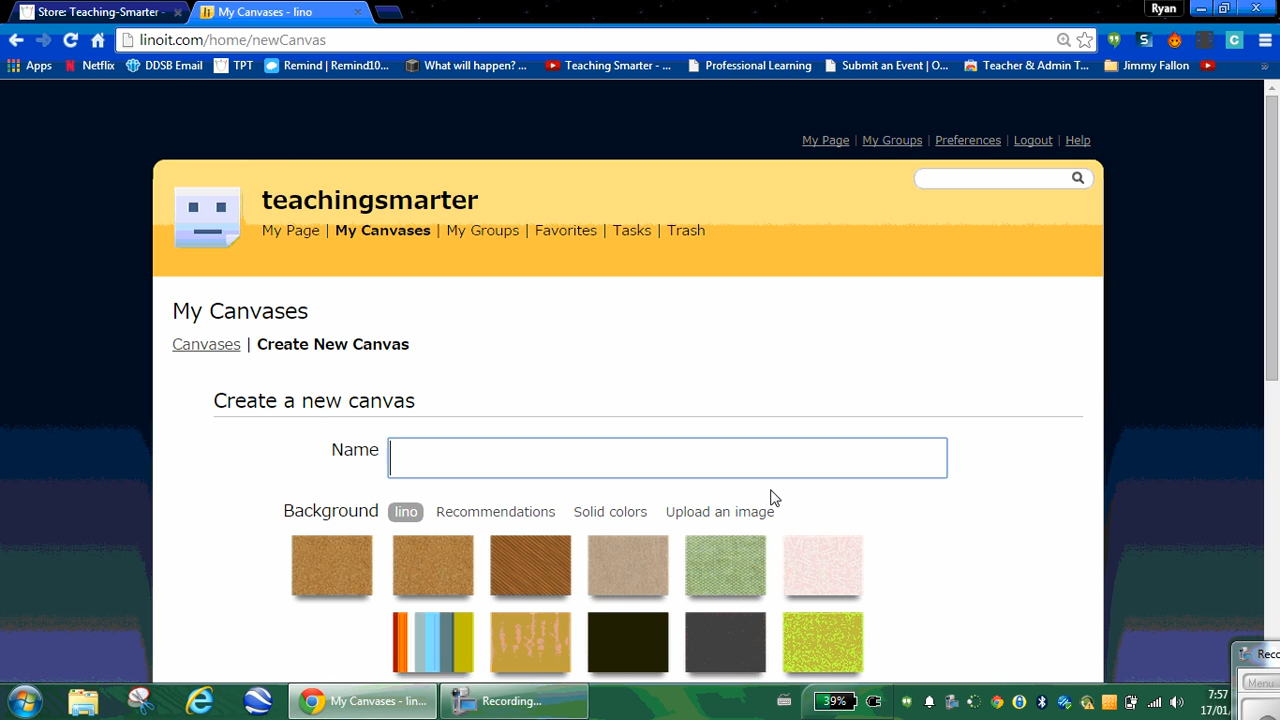 Store: Teaching-Smarter -
My Canvases - lino
Ryan
linoit.com/home/newCanvas
Apps Netflix DDSB Email TPT Remind | Remind10... What will happen? ... Teaching Smarter - ... Professional Learning Submit an Event | O... Teacher & Admin T... Jimmy Fallon »
My Page | My Groups | Preferences | Logout | Help
teachingsmarter
My Page | My Canvases | My Groups | Favorites | Tasks | Trash
My Canvases
Canvases | Create New Canvas
Create a new canvas
Name
Background lino Recommendations Solid colors Upload an image
Reco
Menu...
My Canvases - lin...
Recording...
39%
7:57
17/01